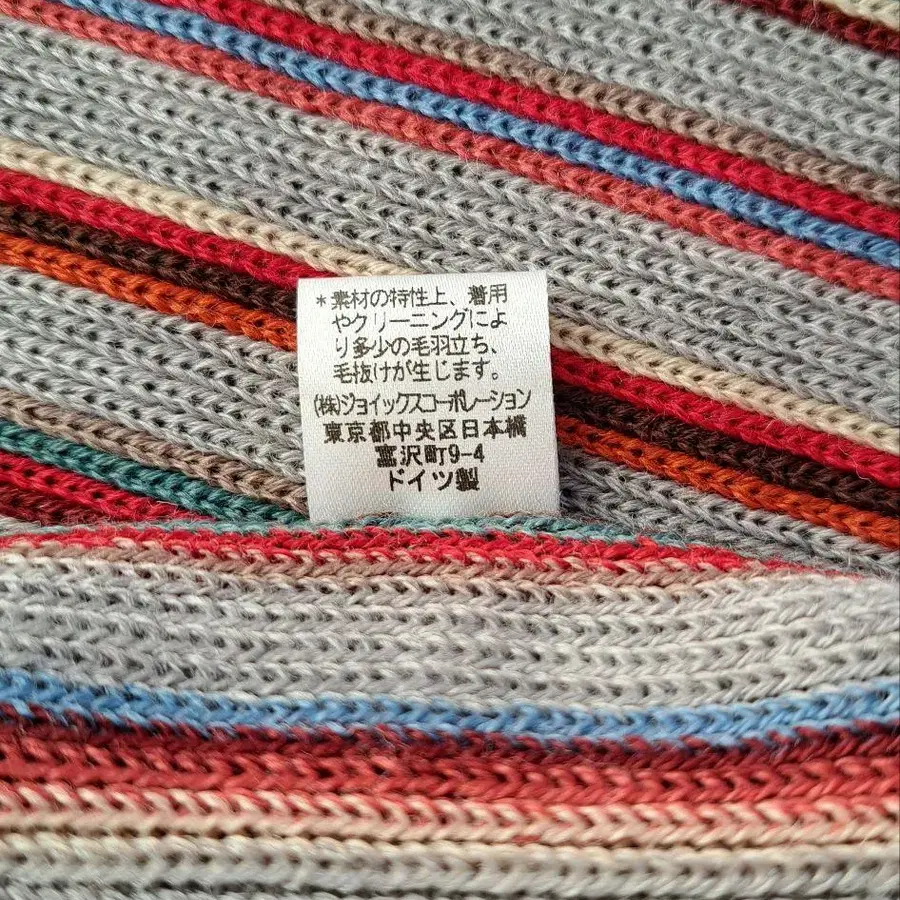 *素材の特性上、着用
やクリーニングによ
り多少の毛羽立ち、
毛抜けが生じます。
(株)ジョイックスコーポレーション
東京都中央区日本橋
富沢町9-4
ドイツ製